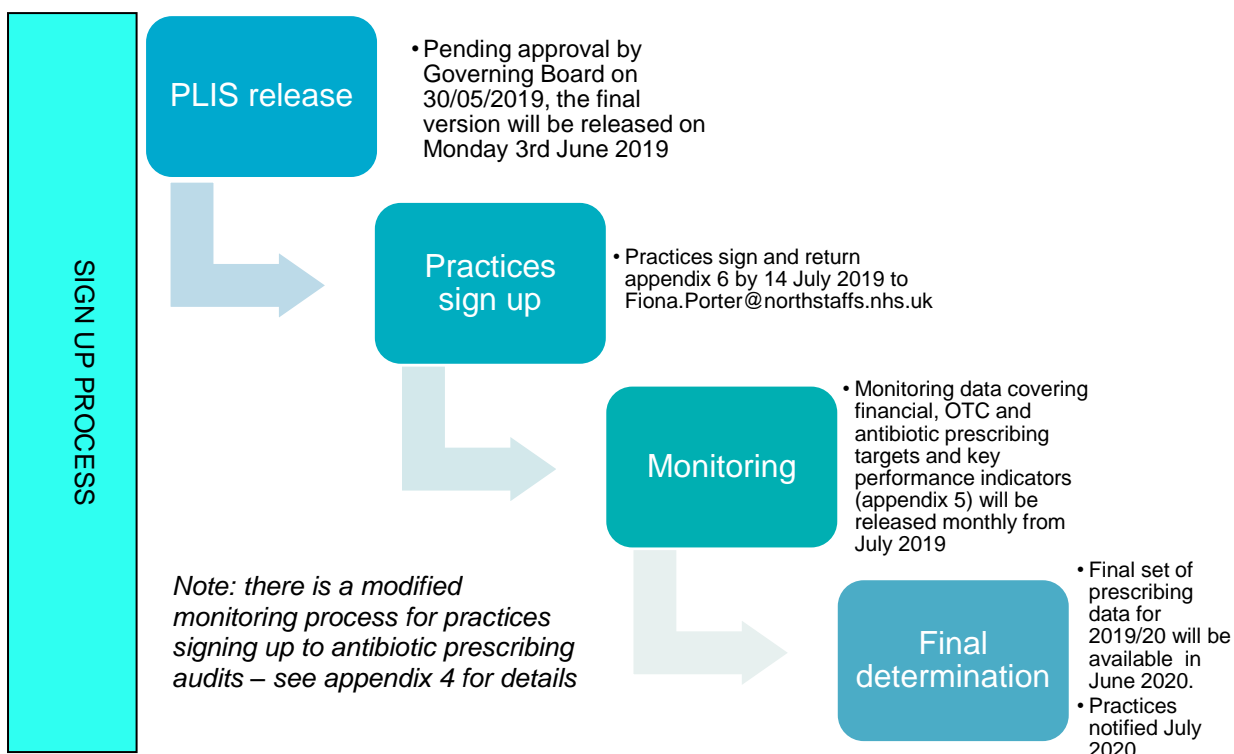 SIGN UP PROCESS
PLIS release
• Pending approval by
Governing Board on
30/05/2019, the final
version will be released on
Monday 3rd June 2019
Practices
sign up
• Practices sign and return
appendix 6 by 14 July 2019 to
Fiona.Porter@northstaffs.nhs.uk
Monitoring
• Monitoring data covering
financial, OTC and
antibiotic prescribing
targets and key
performance indicators
(appendix 5) will be
released monthly from
July 2019
Note: there is a modified
monitoring process for practices
signing up to antibiotic prescribing
audits – see appendix 4 for details
Final
determination
• Final set of
prescribing
data for
2019/20 will be
available in
June 2020.
• Practices
notified July
2020